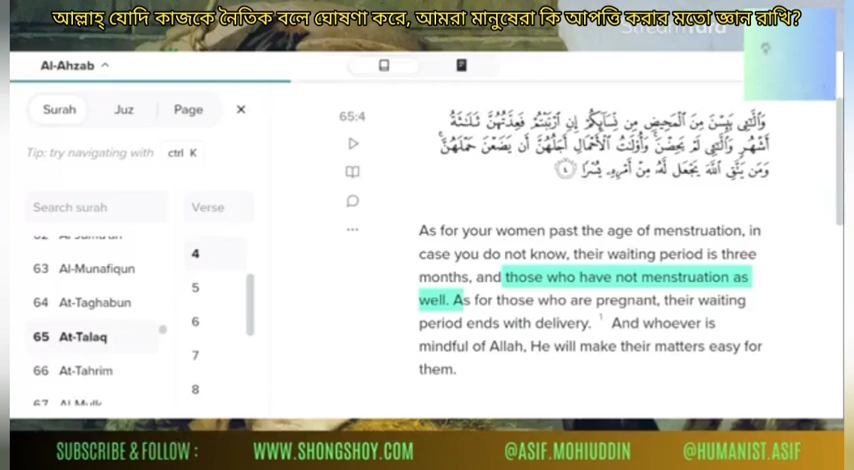 আল্লাহ্ যোদি কাজকে নৈতিক বলে ঘোষণা করে, আমরা মানুষেরা কি আপত্তি করার মতো জ্ঞান রাখি?
StreamYard
Al-Ahzab
Surah Juz Page
Tip: try navigating with ctrl K
Search surah Verse
63 Al-Munafiqun
64 At-Taghabun
65 At-Talaq
66 At-Tahrim
67 Al-Mulk
4
5
6
7
8
65:4
وَٱلَّـٰٓـِٔى يَئِسْنَ مِنَ ٱلْمَحِيضِ مِن نِّسَآئِكُمْ إِنِ ٱرْتَبْتُمْ فَعِدَّتُهُنَّ ثَلَـٰثَةُ
أَشْهُرٍ وَٱلَّـٰٓـِٔى لَمْ يَحِضْنَ ۚ وَأُو۟لَـٰتُ ٱلْأَحْمَالِ أَجَلُهُنَّ أَن يَضَعْنَ حَمْلَهُنَّ ۚ
وَمَن يَتَّقِ ٱللَّهَ يَجْعَل لَّهُۥ مِنْ أَمْرِهِۦ يُسْرًا ٤
As for your women past the age of menstruation, in
case you do not know, their waiting period is three
months, and those who have not menstruation as
well. As for those who are pregnant, their waiting
period ends with delivery. 1 And whoever is
mindful of Allah, He will make their matters easy for
them.
SUBSCRIBE & FOLLOW : WWW.SHONGSHOY.COM @ASIF.MOHIUDDIN @HUMANIST.ASIF